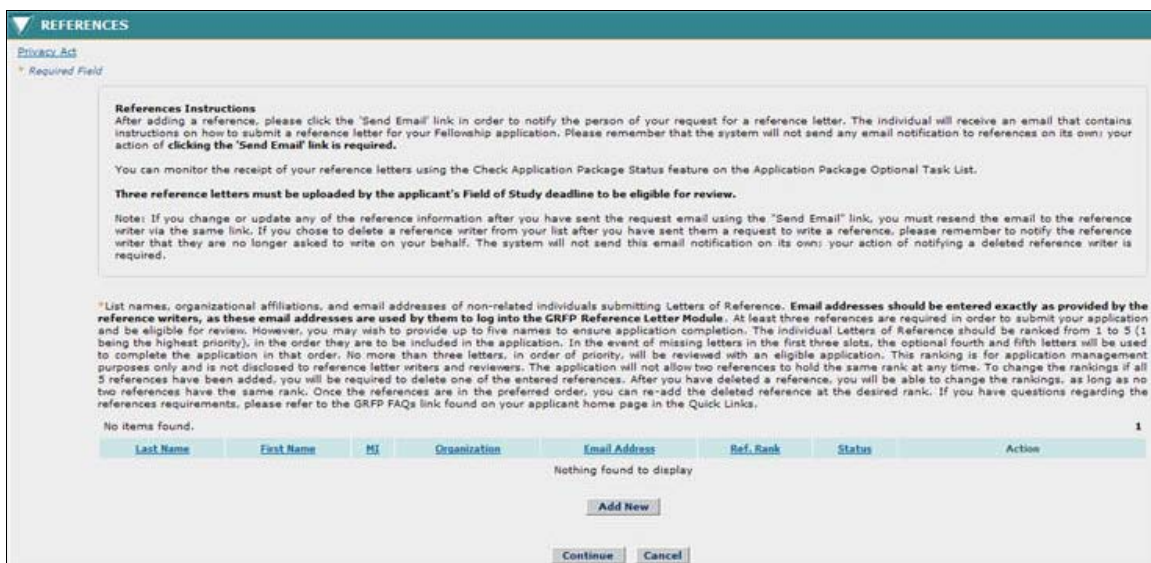 REFERENCES
Privacy Act
* Required Field
References Instructions
After adding a reference, please click the 'Send Email' link in order to notify the person of your request for a reference letter. The individual will receive an email that contains
instructions on how to submit a reference letter for your Fellowship application. Please remember that the system will not send any email notification to references on its own; your
action of clicking the 'Send Email' link is required.
You can monitor the receipt of your reference letters using the Check Application Package Status feature on the Application Package Optional Task List.
Three reference letters must be uploaded by the applicant's Field of Study deadline to be eligible for review.
Note: If you change or update any of the reference information after you have sent the request email using the "Send Email" link, you must resend the email to the reference
writer via the same link. If you chose to delete a reference writer from your list after you have sent them a request to write a reference, please remember to notify the reference
writer that they are no longer asked to write on your behalf. The system will not send this email notification on its own; your action of notifying a deleted reference writer is
required.
*List names, organizational affiliations, and email addresses of non-related individuals submitting Letters of Reference. Email addresses should be entered exactly as provided by the
reference writers, as these email addresses are used by them to log into the GRFP Reference Letter Module. At least three references are required in order to submit your application
and be eligible for review. However, you may wish to provide up to five names to ensure application completion. The individual Letters of Reference should be ranked from 1 to 5 (1
being the highest priority), in the order they are to be included in the application. In the event of missing letters in the first three slots, the optional fourth and fifth letters will be used
to complete the application in that order. No more than three letters, in order of priority, will be reviewed with an eligible application. This ranking is for application management
purposes only and is not disclosed to reference letter writers and reviewers. The application will not allow two references to hold the same rank at any time. To change the rankings if all
5 references have been added, you will be required to delete one of the entered references. After you have deleted a reference, you will be able to change the rankings, as long as no
two references have the same rank. Once the references are in the preferred order, you can re-add the deleted reference at the desired rank. If you have questions regarding the
references requirements, please refer to the GRFP FAQs link found on your applicant home page in the Quick Links.
No items found. 1
Last Name First Name MI Organization Email Address Ref. Rank Status Action
Nothing found to display
Add New
Continue Cancel